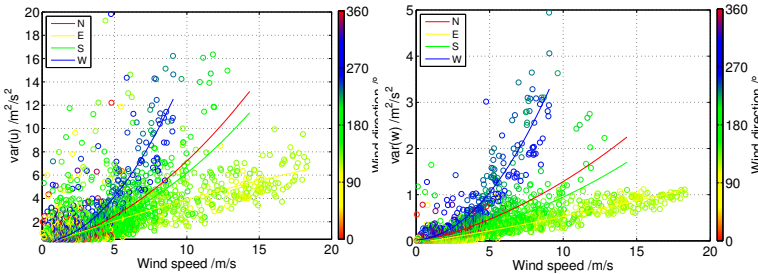 20
18
16
14
12
10
8
6
4
2
var(u) /m²/s²
N
E
S
W
0
5
10
15
20
Wind speed /m/s
360
270
180
90
0
Wind direction /°
5
4
3
2
1
0
var(w) /m²/s²
N
E
S
W
0
5
10
15
20
Wind speed /m/s
360
270
180
90
0
Wind direction /°